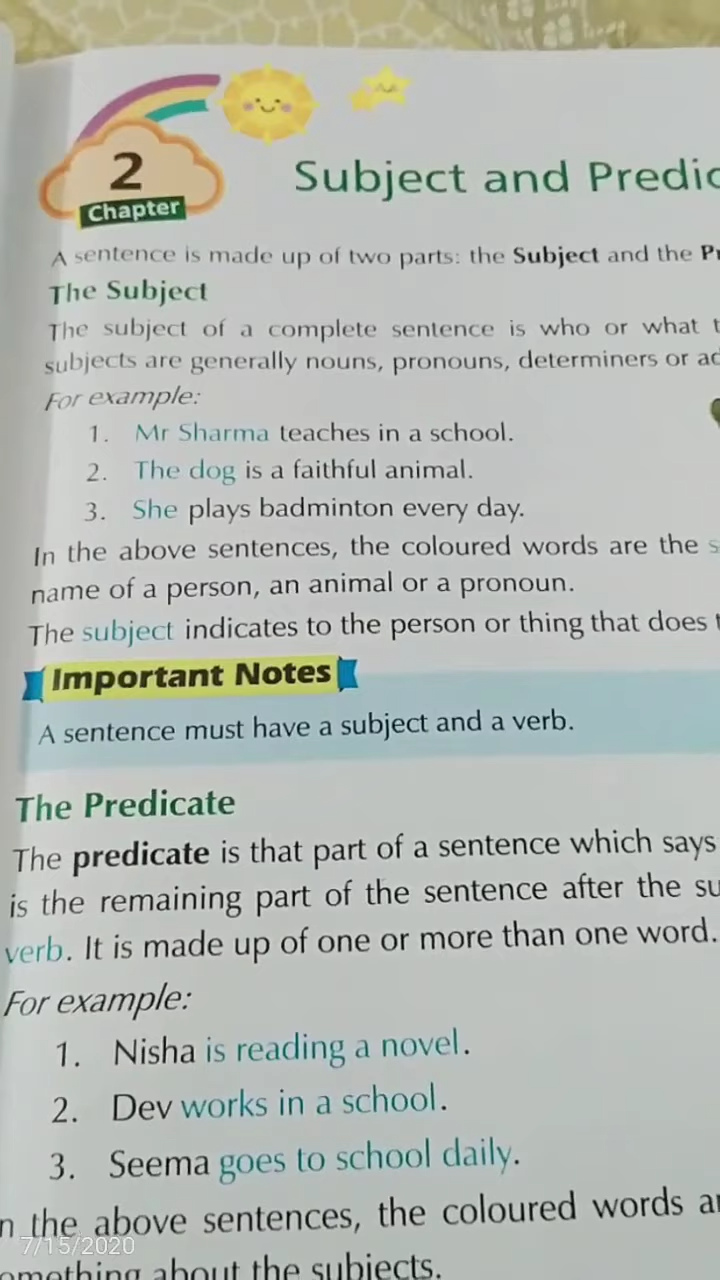 2
Chapter
Subject and Predic
A sentence is made up of two parts: the Subject and the
The Subject
The subject of a complete sentence is who or what
subjects are generally nouns, pronouns, determiners or
For example:
1. Mr Sharma teaches in a school.
2. The dog is a faithful animal.
3. She plays badminton every day.
In the above sentences, the coloured words are the
name of a person, an animal or a pronoun.
The subject indicates to the person or thing that does
Important Notes
A sentence must have a subject and a verb.
The Predicate
The predicate is that part of a sentence which says
is the remaining part of the sentence after the su
verb. It is made up of one or more than one word.
For example:
1. Nisha is reading a novel.
2. Dev works in a school.
3. Seema goes to school daily.
n the above sentences, the coloured words
7/15/2020
omething about the subjects.